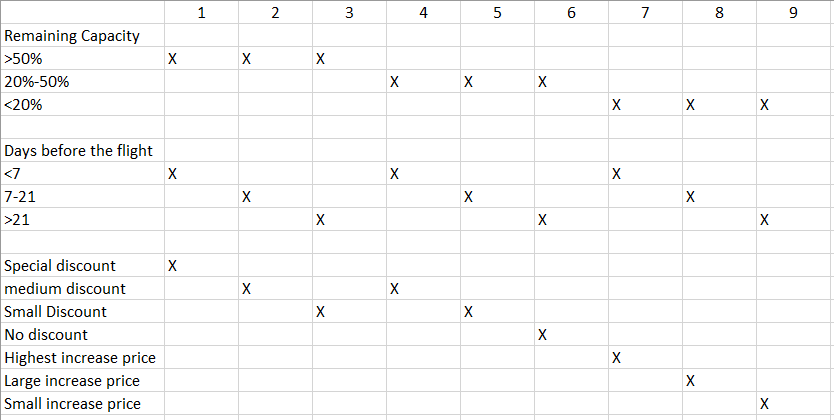 1 2 3 4 5 6 7 8 9
Remaining Capacity
>50% X X X
20%-50% X X X
<20% X X X
Days before the flight
<7 X X X
7-21 X X X
>21 X X X
Special discount X
medium discount X X
Small Discount X X
No discount X
Highest increase price X
Large increase price X
Small increase price X